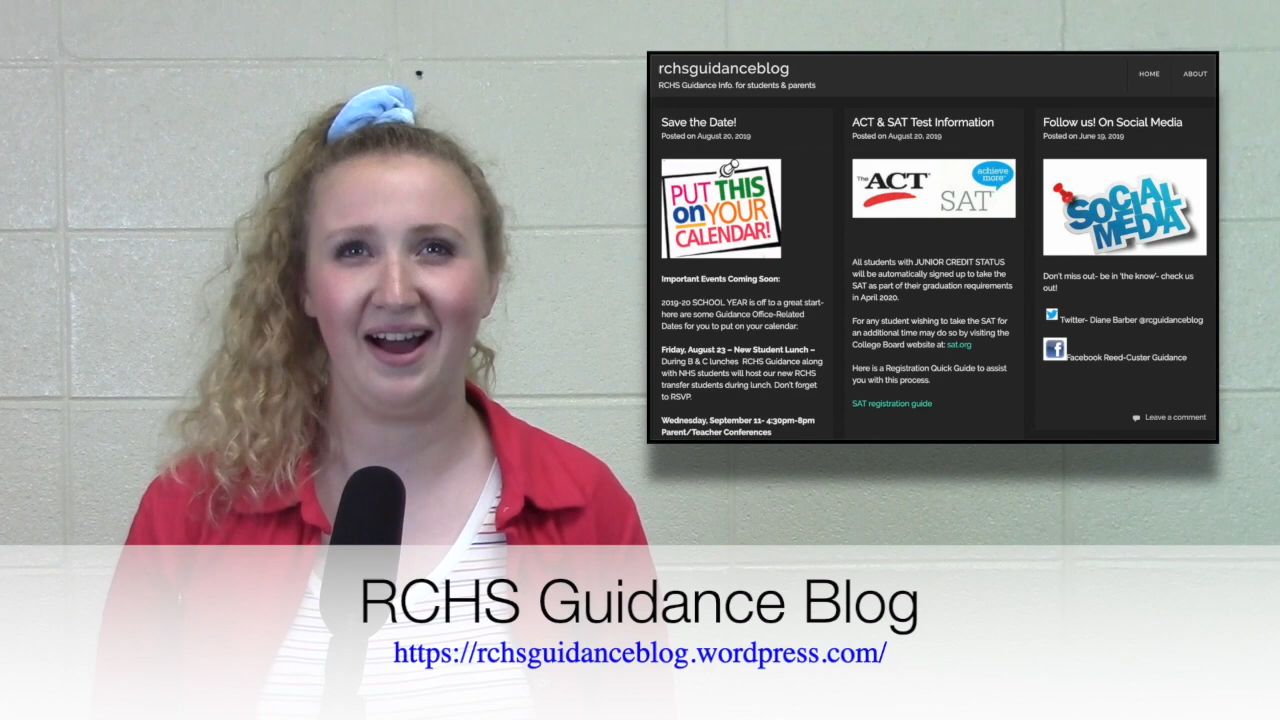 rchsguidanceblog
RCHS Guidance Info. for students & parents
HOME
ABOUT
Save the Date!
Posted on August 20, 2019
PUT THIS
on YOUR
CALENDAR!
Important Events Coming Soon:
2019-20 SCHOOL YEAR is off to a great start-
here are some Guidance Office-Related
Dates for you to put on your calendar:
Friday, August 23 – New Student Lunch –
During B & C lunches RCHS Guidance along
with NHS students will host our new RCHS
transfer students during lunch. Don't forget
to RSVP.
Wednesday, September 11- 4:30pm-8pm
Parent/Teacher Conferences
ACT & SAT Test Information
Posted on August 20, 2019
The ACT
achieve
more
SAT
All students with JUNIOR CREDIT STATUS
will be automatically signed up to take the
SAT as part of their graduation requirements
in April 2020.
For any student wishing to take the SAT for
an additional time may do so by visiting the
College Board website at: sat.org
Here is a Registration Quick Guide to assist
you with this process.
SAT registration guide
Follow us! On Social Media
Posted on June 19, 2019
SOCIAL
MEDIA
Don't miss out- be in 'the know'- check us
out!
Twitter- Diane Barber @rcguidanceblog
f Facebook Reed-Custer Guidance
Leave a comment
RCHS Guidance Blog
https://rchsguidanceblog.wordpress.com/